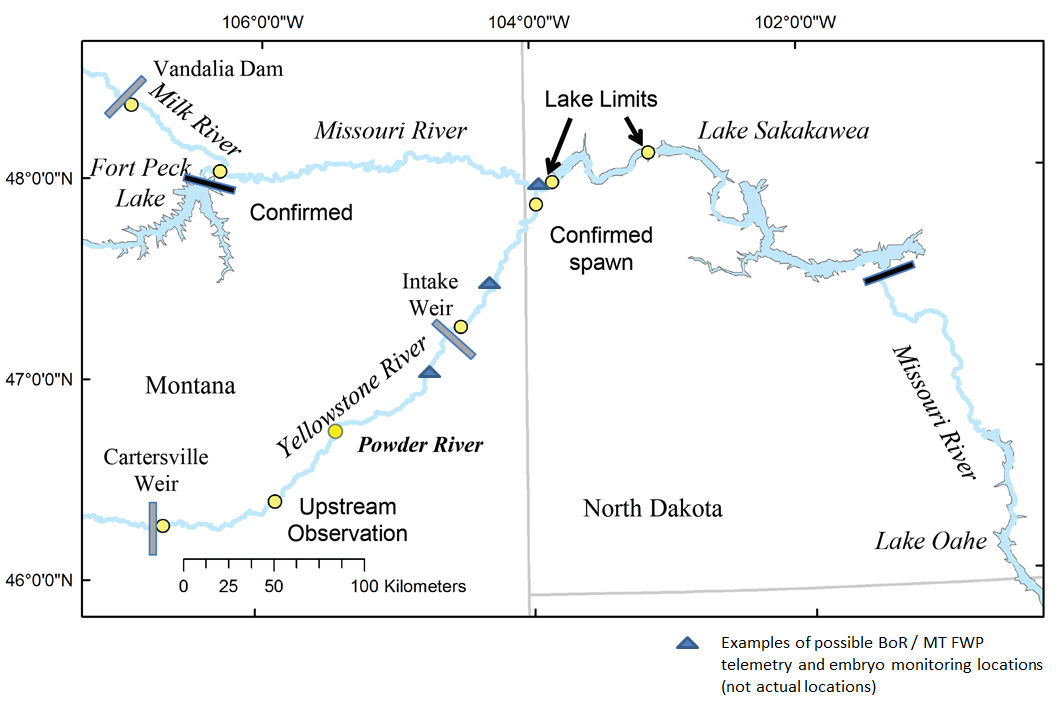 106°0'0"W
104°0'0"W
102°0'0"W
Vandalia Dam
Milk River
Missouri River
Lake Limits
Lake Sakakawea
Fort Peck
Lake
48°0'0"N
Confirmed
Confirmed
spawn
Intake
Weir
Yellowstone River
47°0'0"N
Montana
Powder River
Missouri River
Cartersville
Weir
Upstream
Observation
North Dakota
Lake Oahe
46°0'0"N
0 25 50 100 Kilometers
Examples of possible BoR / MT FWP
telemetry and embryo monitoring locations
(not actual locations)